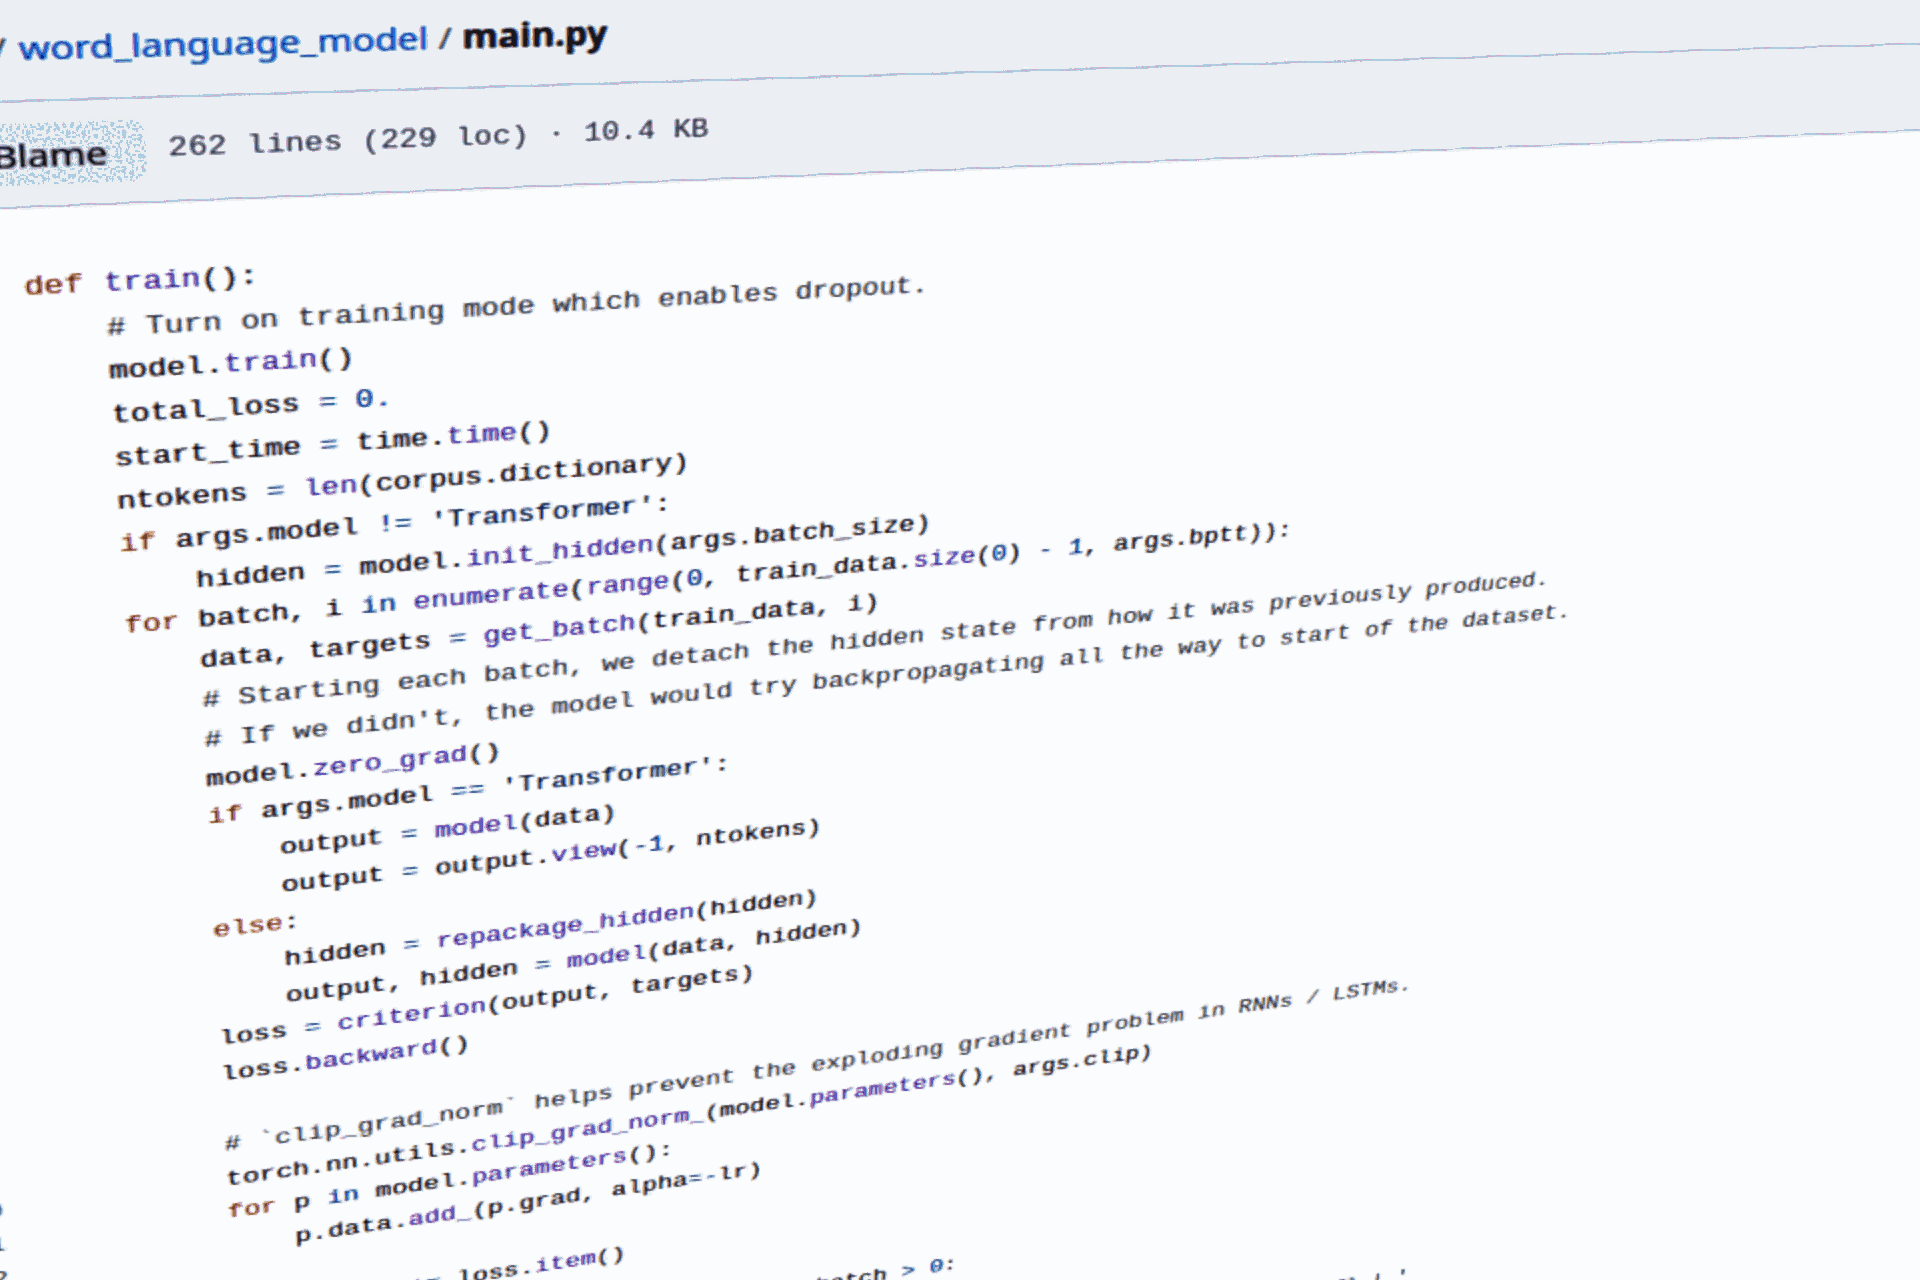 / word_language_model / main.py
Blame 262 lines (229 loc) · 10.4 KB
def train():
    # Turn on training mode which enables dropout.
    model.train()
    total_loss = 0.
    start_time = time.time()
    ntokens = len(corpus.dictionary)
    if args.model != 'Transformer':
        hidden = model.init_hidden(args.batch_size)
    for batch, i in enumerate(range(0, train_data.size(0) - 1, args.bptt)):
        data, targets = get_batch(train_data, i)
        # Starting each batch, we detach the hidden state from how it was previously produced.
        # If we didn't, the model would try backpropagating all the way to start of the dataset.
        model.zero_grad()
        if args.model == 'Transformer':
            output = model(data)
            output = output.view(-1, ntokens)
        else:
            hidden = repackage_hidden(hidden)
            output, hidden = model(data, hidden)
        loss = criterion(output, targets)
        loss.backward()
        # `clip_grad_norm` helps prevent the exploding gradient problem in RNNs / LSTMs.
        torch.nn.utils.clip_grad_norm_(model.parameters(), args.clip)
        for p in model.parameters():
            p.data.add_(p.grad, alpha=-lr)
        loss.item()
        > 0: